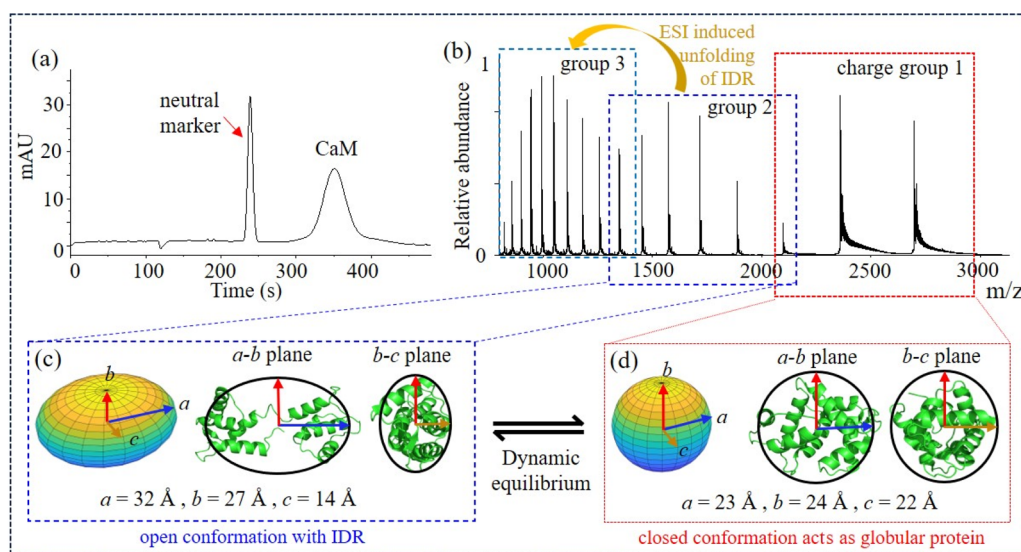 (a)
30
20
10
0
mAU
neutral
marker
CaM
0
100
200
300
400
Time (s)
(b)
ESI induced
unfolding
of IDR
1
0
Relative abundance
group 3
group 2
charge group 1
1000
1500
2000
2500
3000
m/z
(c)
b
a
c
a-b plane
b-c plane
a = 32 Å , b = 27 Å , c = 14 Å
open conformation with IDR
Dynamic
equilibrium
(d)
b
a
c
a-b plane
b-c plane
a = 23 Å , b = 24 Å , c = 22 Å
closed conformation acts as globular protein